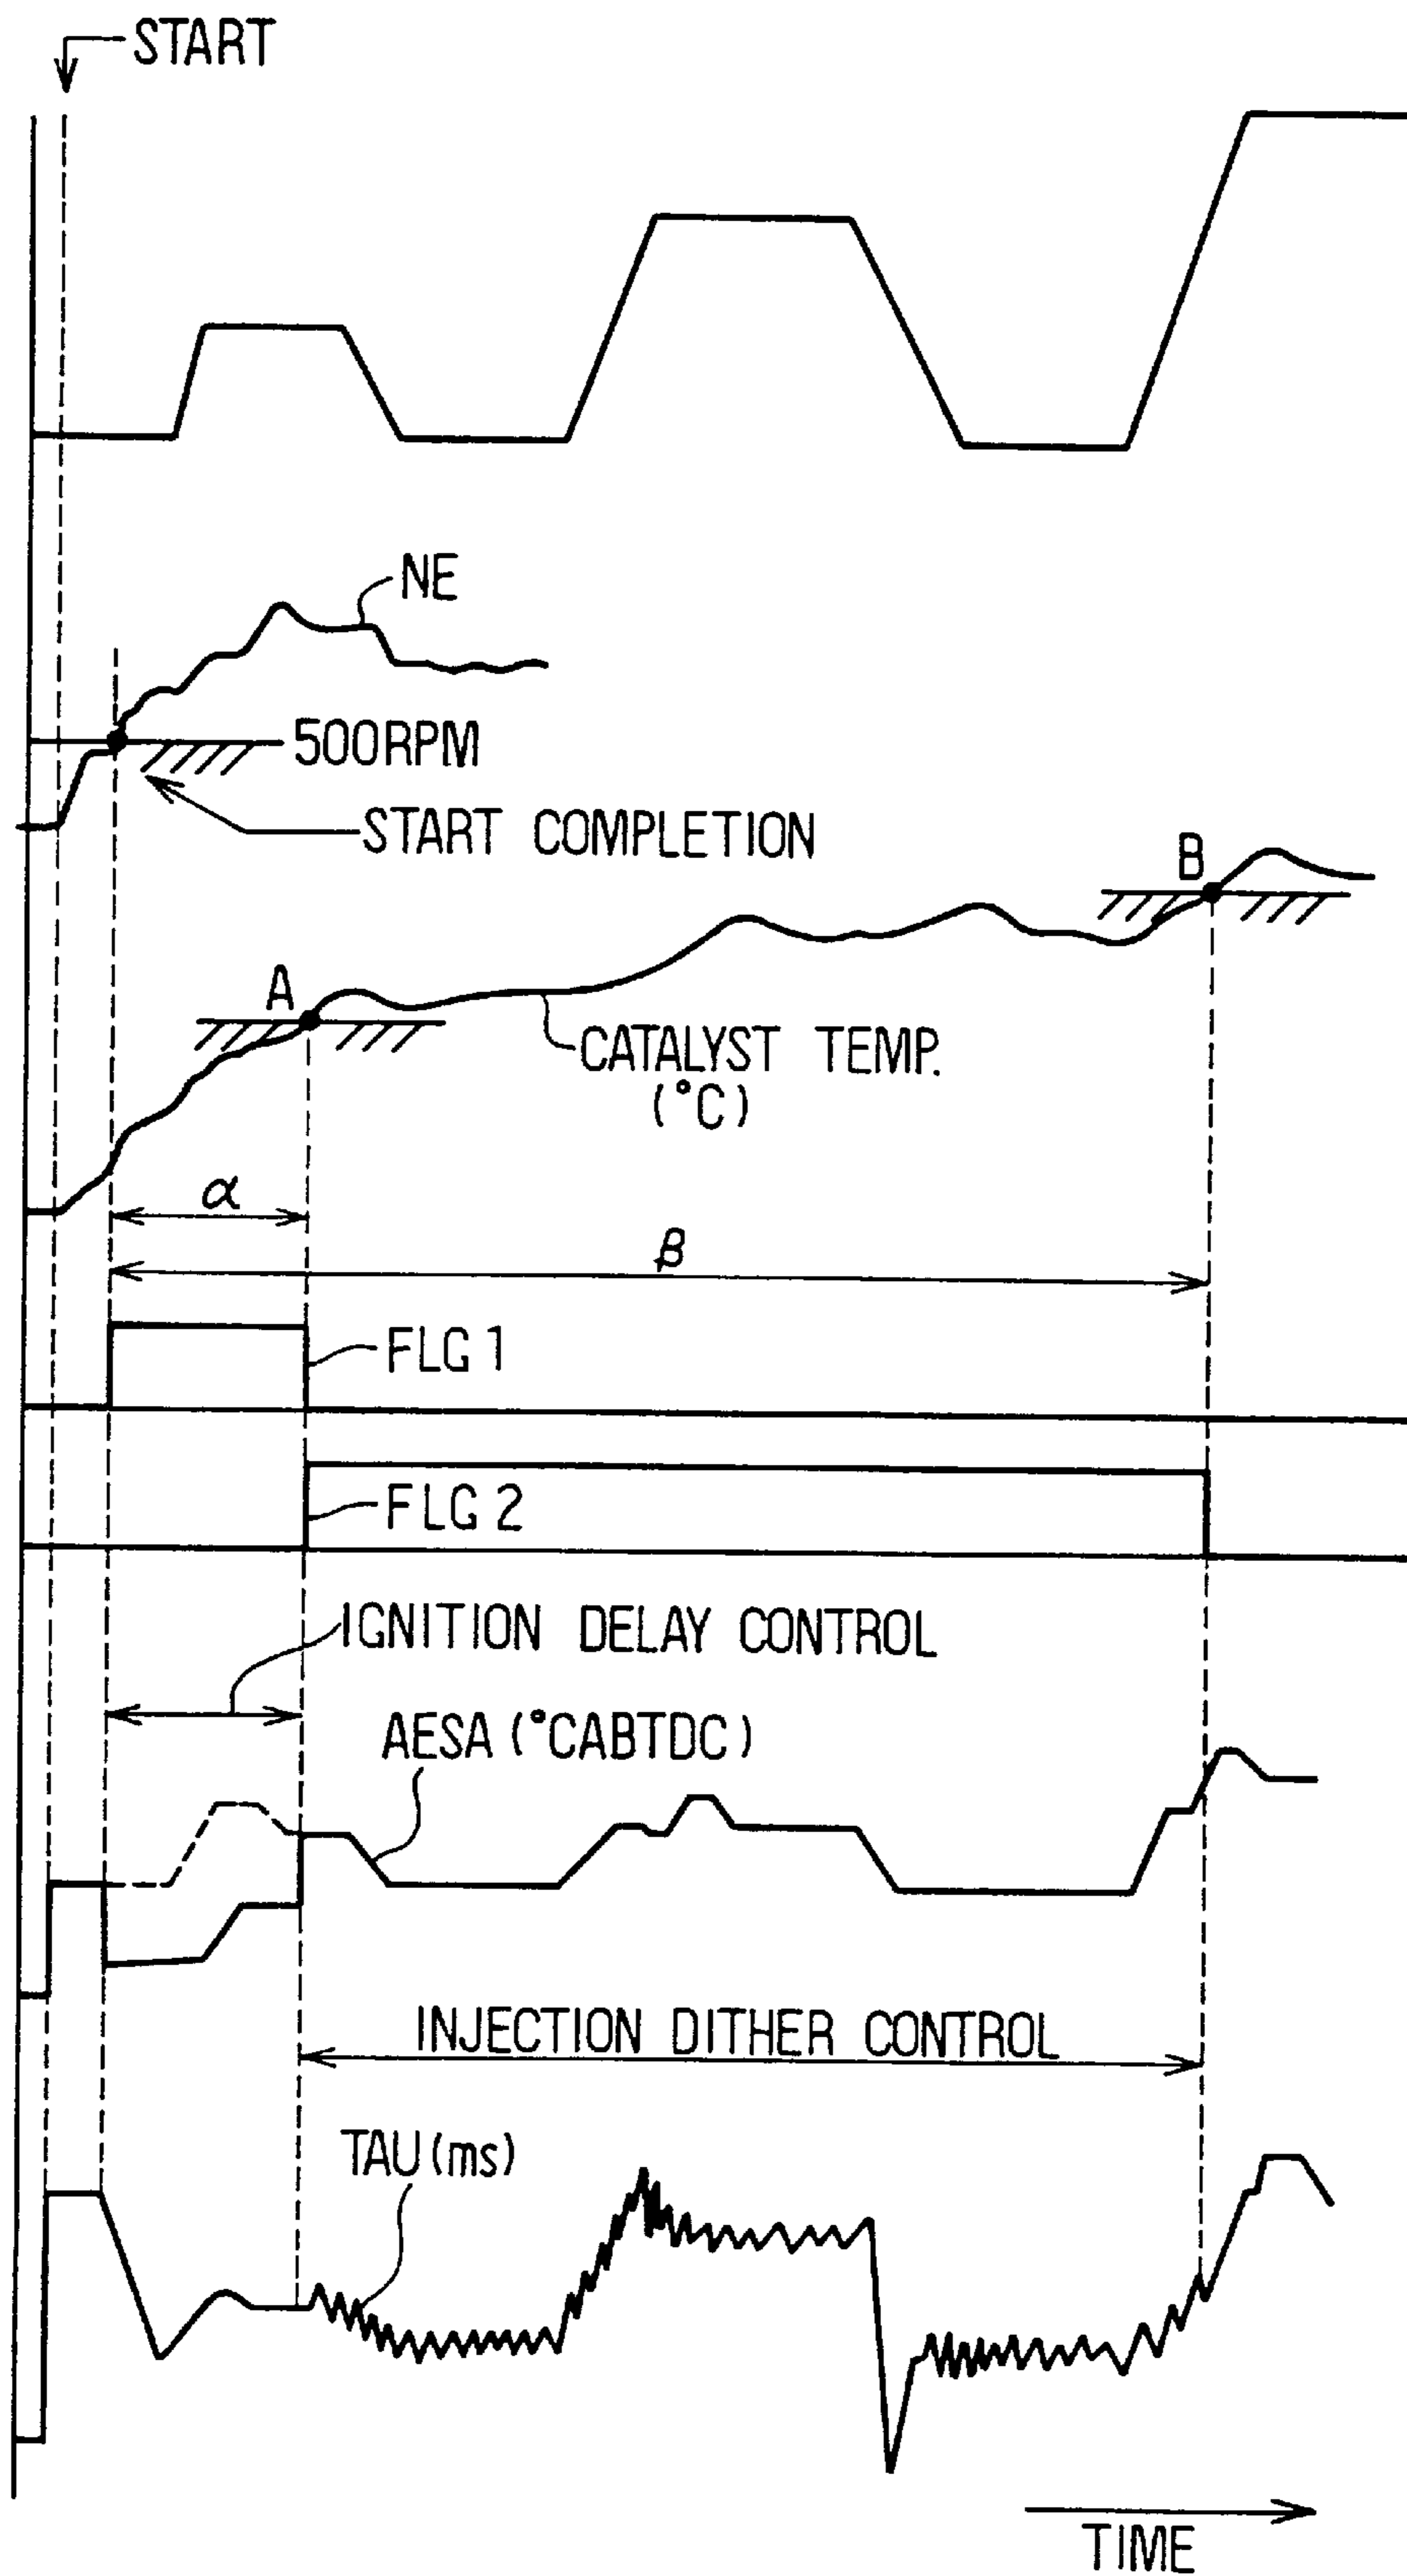 START
NE
500RPM
START COMPLETION
B
A
CATALYST TEMP.
(°C)
α
β
FLG 1
FLG 2
IGNITION DELAY CONTROL
AESA (°CABTDC)
INJECTION DITHER CONTROL
TAU (ms)
TIME